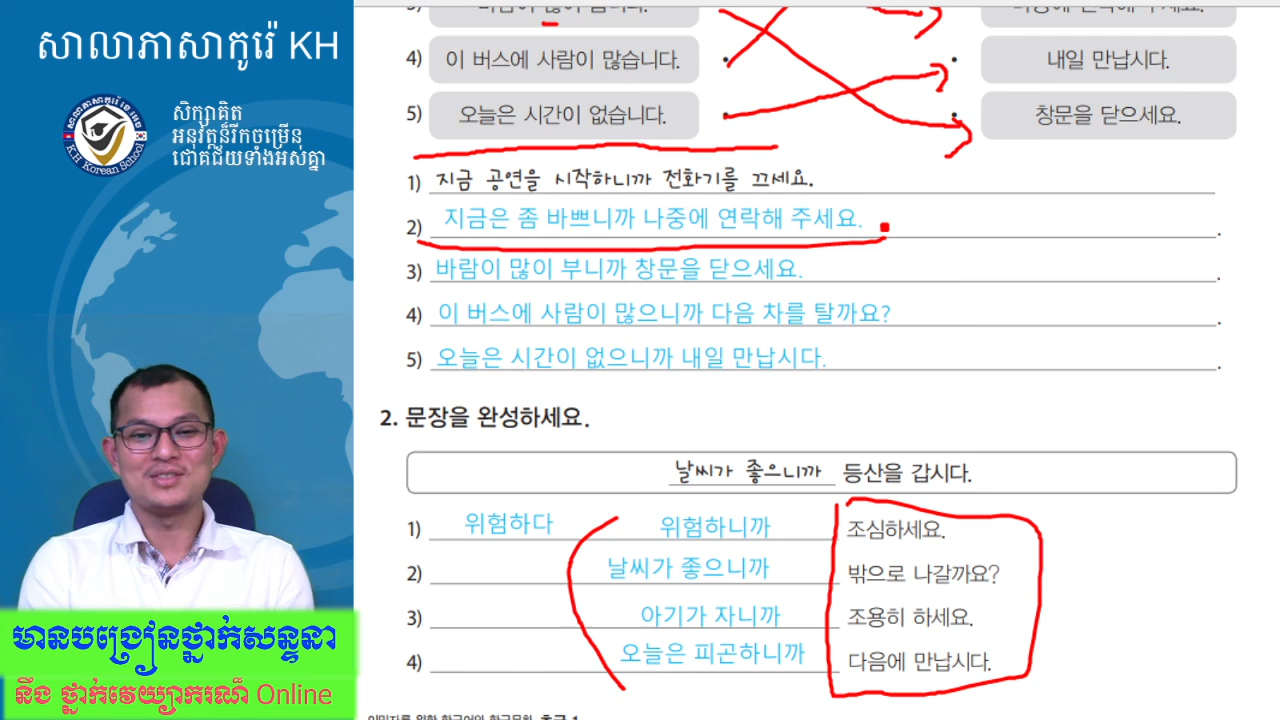 សាលាភាសាកូរ៉េ KH
សិក្សាគិត
អនុវត្តន៍រីកចម្រើន
ជោគជ័យទាំងអស់គ្នា
K.H Korean School
មានបង្រៀនថ្នាក់សន្ទនា
និង ថ្នាក់វេយ្យាករណ៍ Online
4) 이 버스에 사람이 많습니다. 내일 만납시다.
5) 오늘은 시간이 없습니다. 창문을 닫으세요.
1) 지금 공연을 시작하니까 전화기를 끄세요.
2) 지금은 좀 바쁘니까 나중에 연락해 주세요. .
3) 바람이 많이 부니까 창문을 닫으세요. .
4) 이 버스에 사람이 많으니까 다음 차를 탈까요? .
5) 오늘은 시간이 없으니까 내일 만납시다. .
2. 문장을 완성하세요.
날씨가 좋으니까 등산을 갑시다.
1) 위험하다 위험하니까 조심하세요.
2) 날씨가 좋으니까 밖으로 나갈까요?
3) 아기가 자니까 조용히 하세요.
4) 오늘은 피곤하니까 다음에 만납시다.